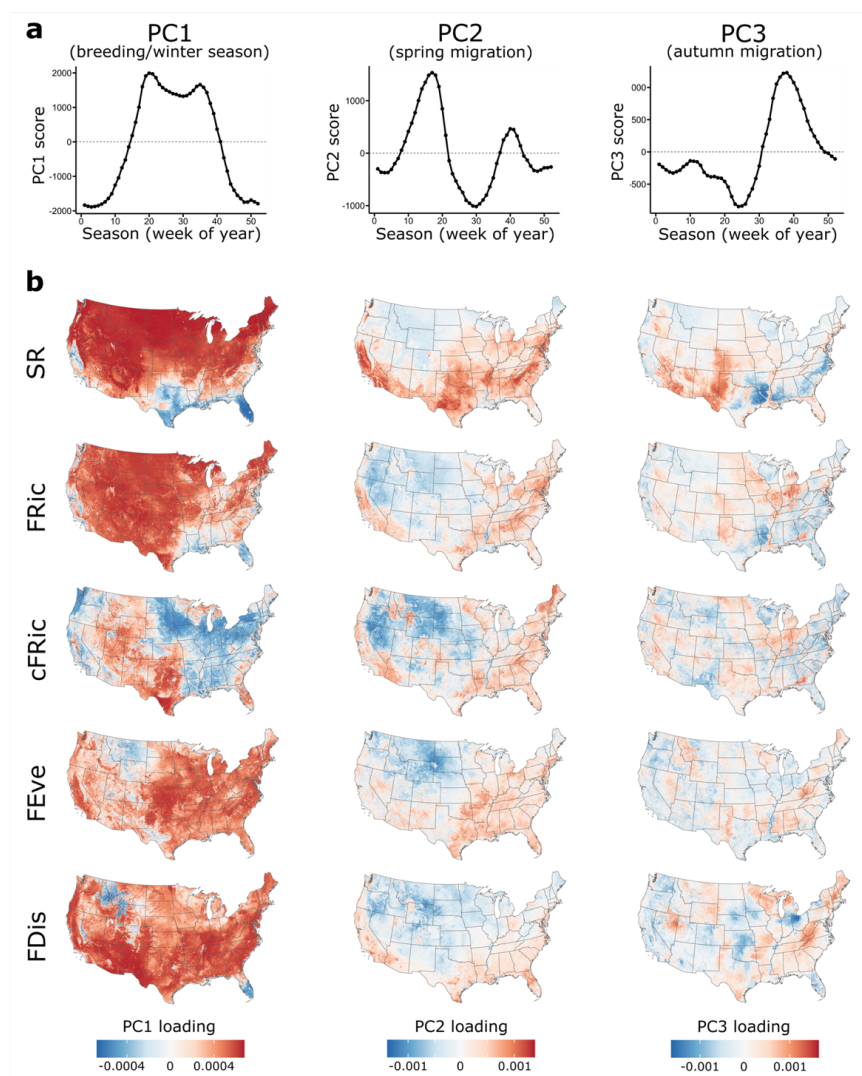 a
PC1 PC2 PC3
(breeding/winter season) (spring migration) (autumn migration)
PC1 score
2000
1000
0
-1000
-2000
0 10 20 30 40 50
Season (week of year)
PC2 score
1000
0
-1000
0 10 20 30 40 50
Season (week of year)
PC3 score
000
500
0
-500
0 10 20 30 40 50
Season (week of year)
b
SR
FRic
cFRic
FEve
FDis
PC1 loading PC2 loading PC3 loading
-0.0004 0 0.0004 -0.001 0 0.001 -0.001 0 0.001